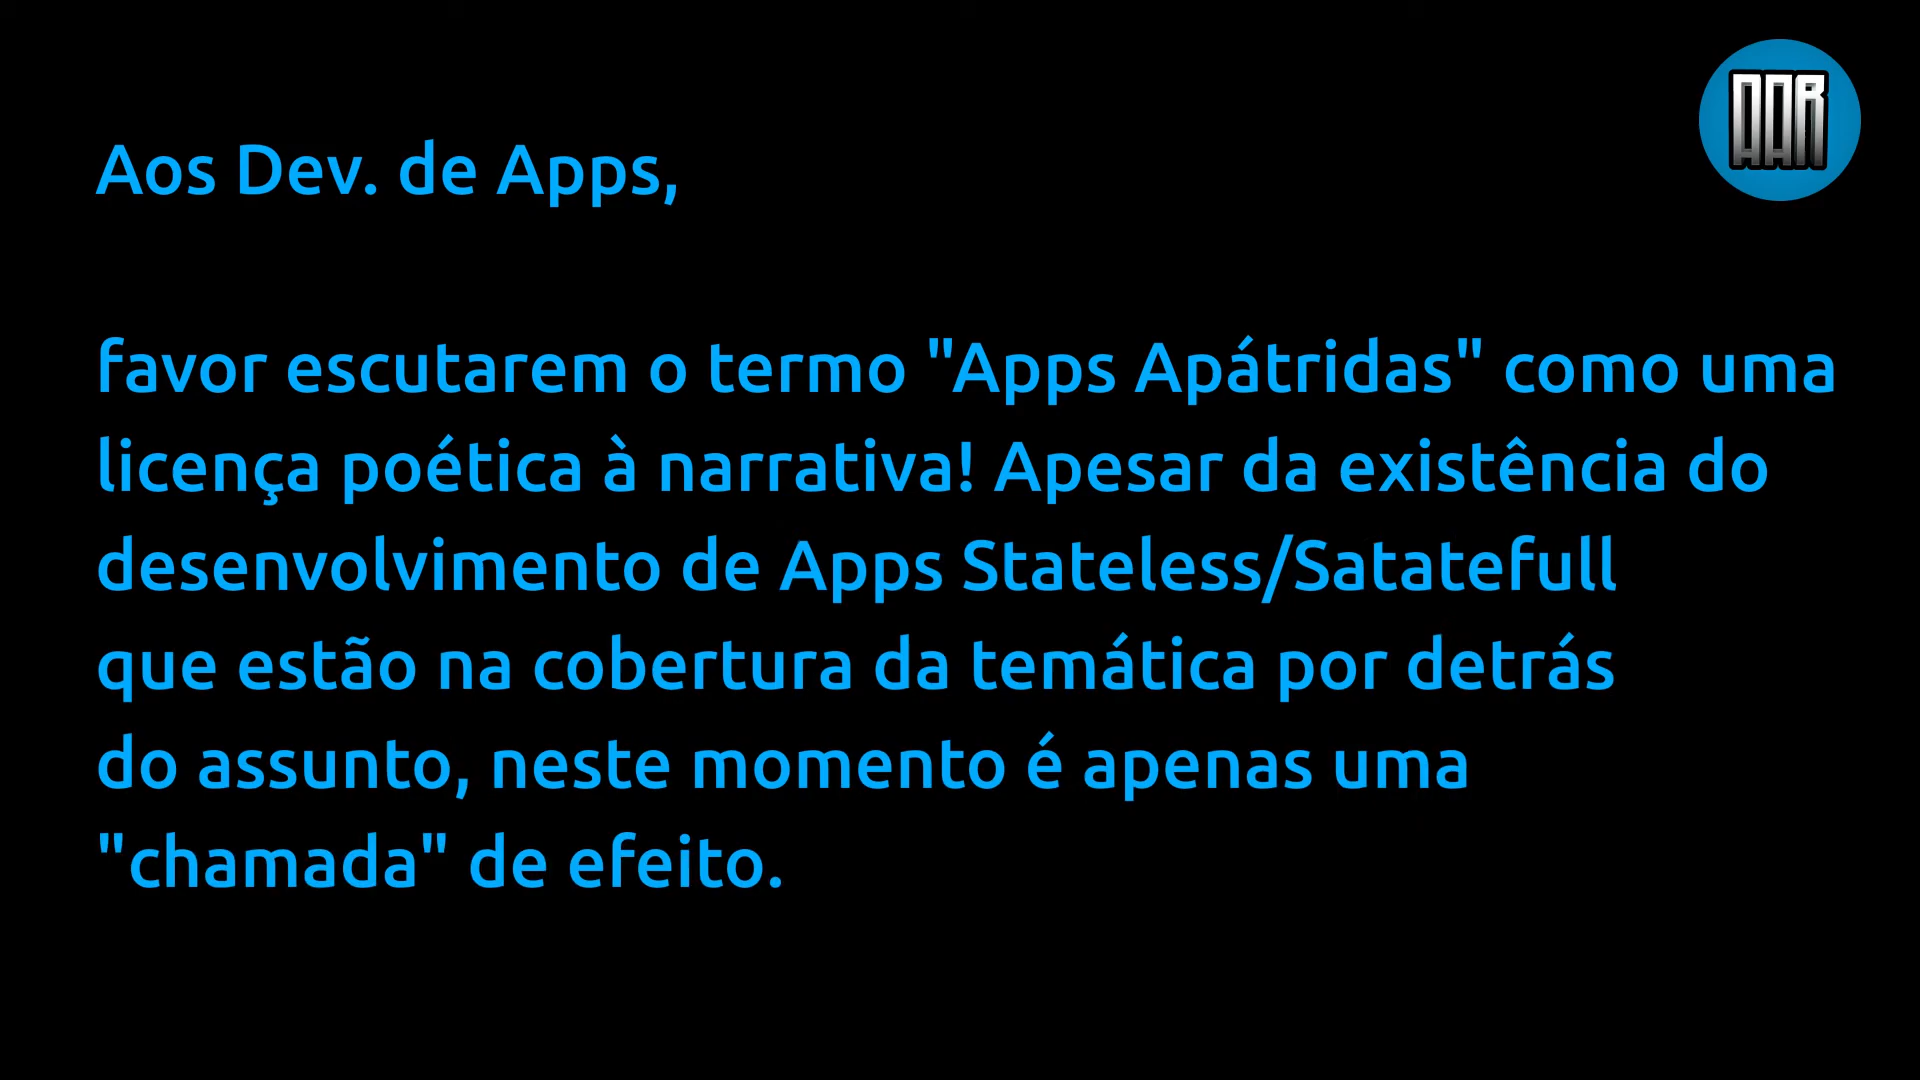 AAR
Aos Dev. de Apps,
favor escutarem o termo "Apps Apátridas" como uma
licença poética à narrativa! Apesar da existência do
desenvolvimento de Apps Stateless/Satatefull
que estão na cobertura da temática por detrás
do assunto, neste momento é apenas uma
"chamada" de efeito.